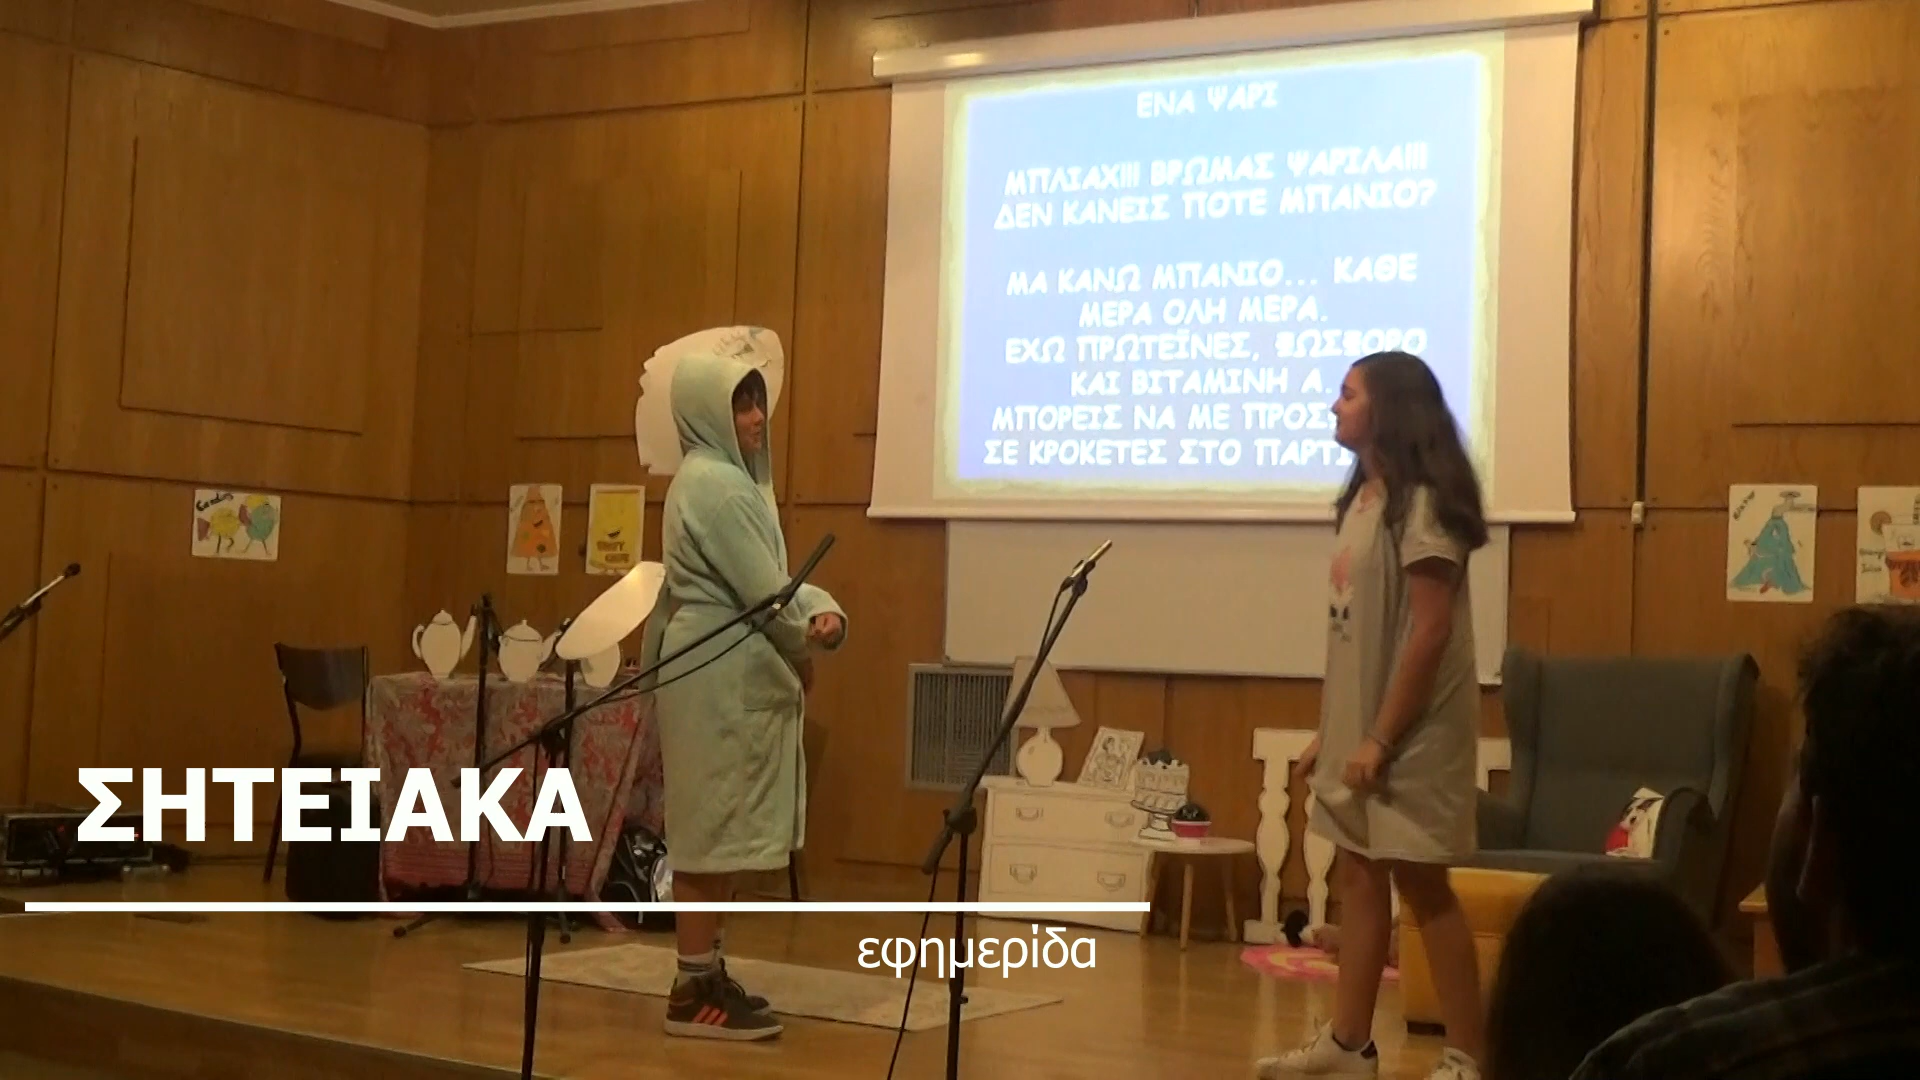 ΕΝΑ ΨΑΡΙ
ΜΠΛΙΑΧ!!! ΒΡΩΜΑΣ ΨΑΡΙΛΑ!!!
ΔΕΝ ΚΑΝΕΙΣ ΠΟΤΕ ΜΠΑΝΙΟ?
ΜΑ ΚΑΝΩ ΜΠΑΝΙΟ... ΚΑΘΕ
ΜΕΡΑ ΟΛΗ ΜΕΡΑ.
ΕΧΩ ΠΡΩΤΕΪΝΕΣ, ΦΩΣΦΟΡΟ
ΚΑΙ ΒΙΤΑΜΙΝΗ Α.
ΜΠΟΡΕΙΣ ΝΑ ΜΕ
ΣΕ ΚΡΟΚΕΤΕΣ ΣΤΟ ΠΑΡΤΙ
ΣΗΤΕΙΑΚΑ
εφημερίδα